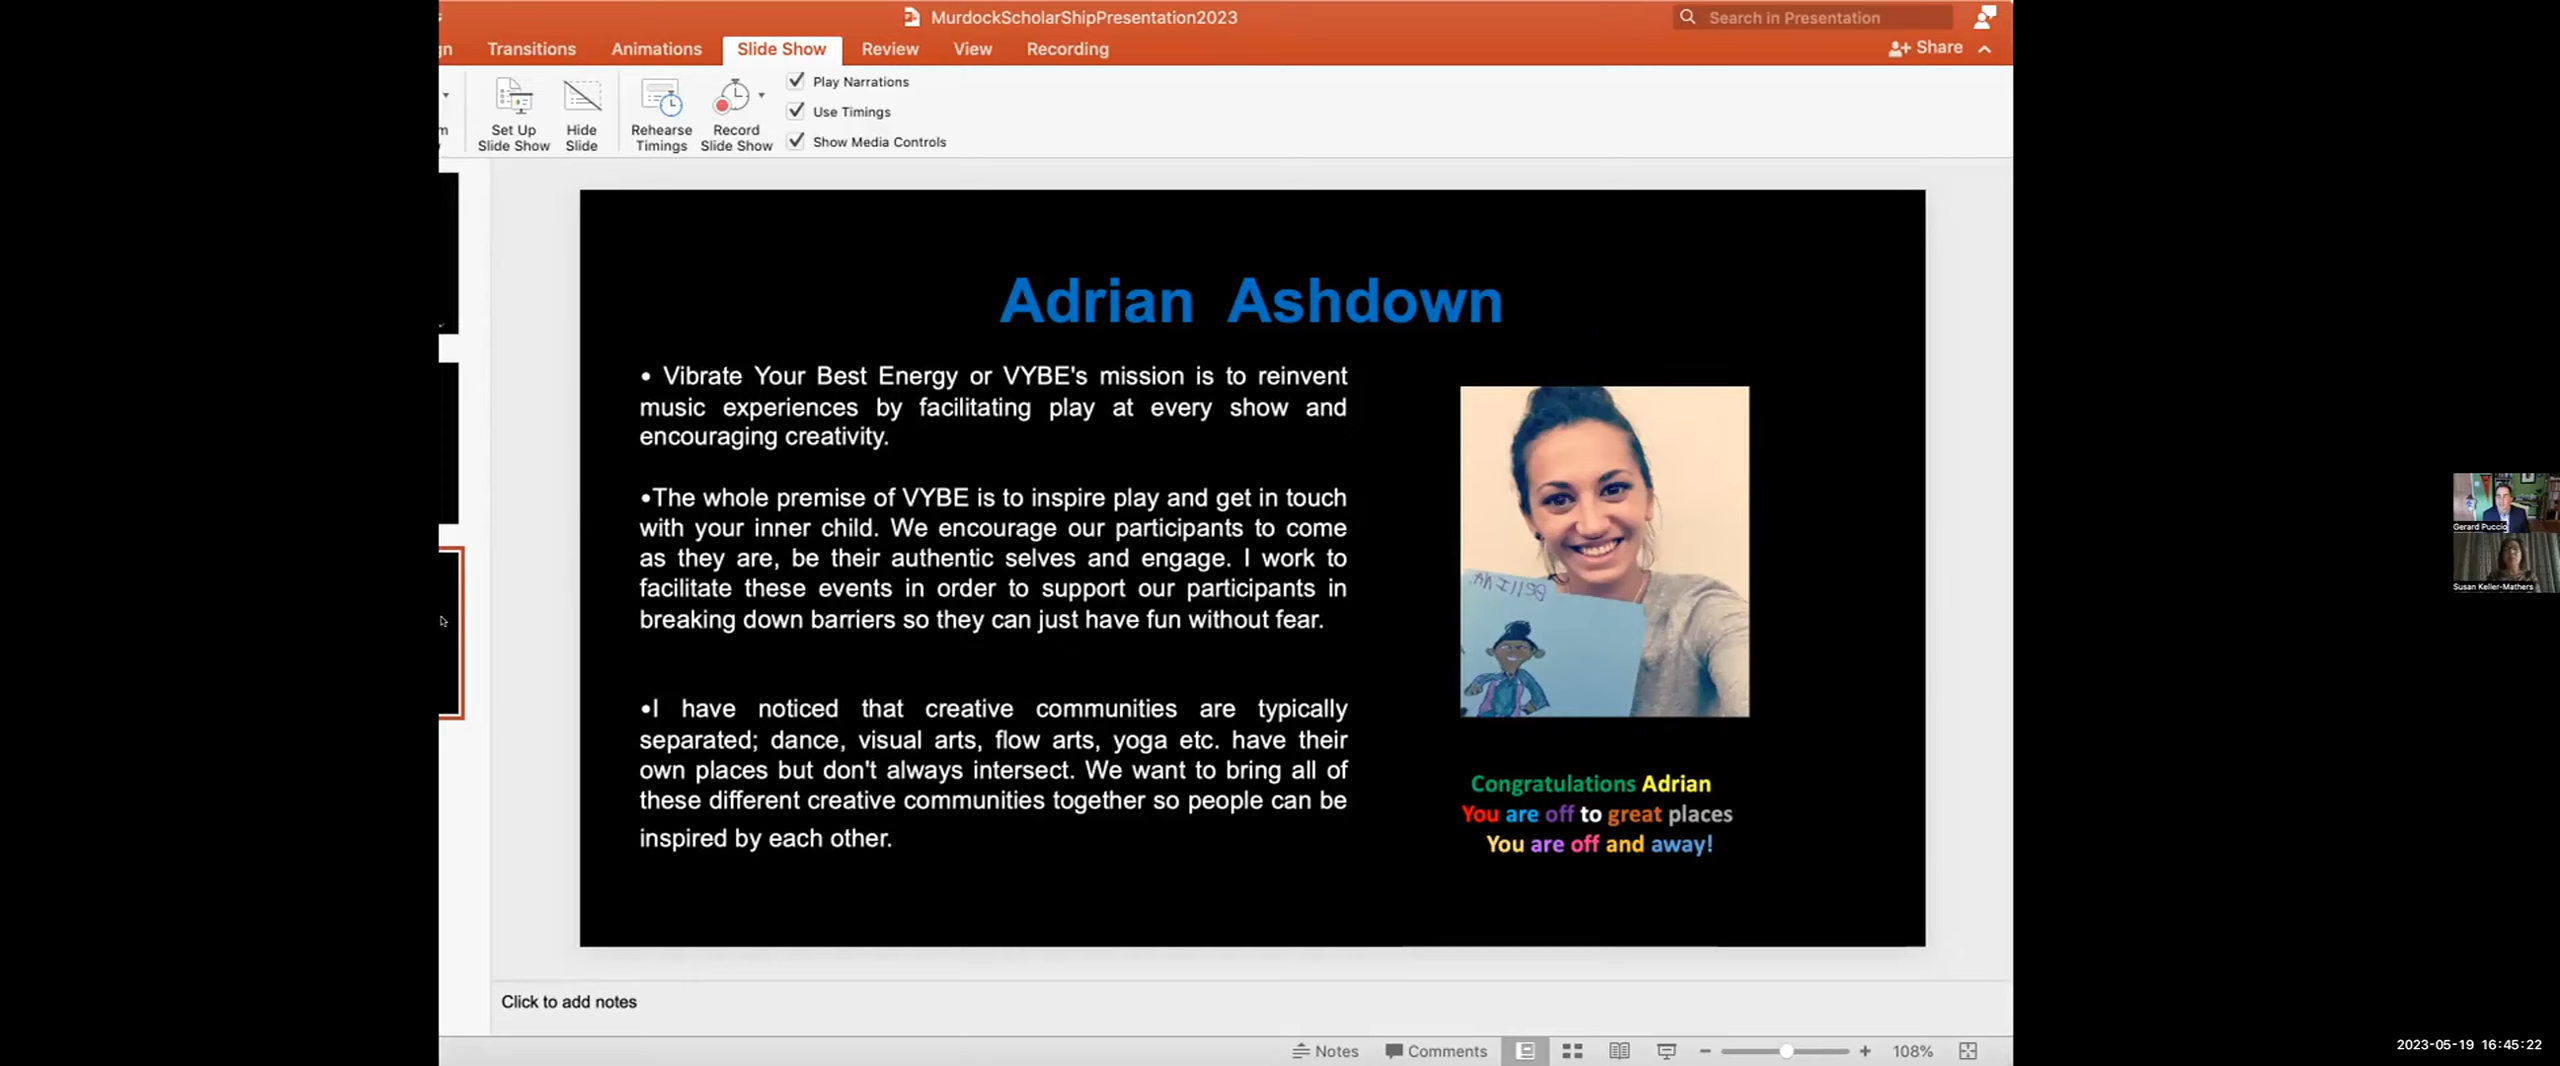 MurdockScholarShipPresentation2023
Search in Presentation
gn Transitions Animations Slide Show Review View Recording
Share
Set Up
Slide Show
Hide
Slide
Rehearse
Timings
Record
Slide Show
Play Narrations
Use Timings
Show Media Controls
Adrian Ashdown
• Vibrate Your Best Energy or VYBE's mission is to reinvent
music experiences by facilitating play at every show and
encouraging creativity.
•The whole premise of VYBE is to inspire play and get in touch
with your inner child. We encourage our participants to come
as they are, be their authentic selves and engage. I work to
facilitate these events in order to support our participants in
breaking down barriers so they can just have fun without fear.
•I have noticed that creative communities are typically
separated; dance, visual arts, flow arts, yoga etc. have their
own places but don't always intersect. We want to bring all of
these different creative communities together so people can be
inspired by each other.
Congratulations Adrian
You are off to great places
You are off and away!
Gerard Puccio
Susan Keller-Mathers
Click to add notes
Notes Comments 108%
2023-05-19 16:45:22